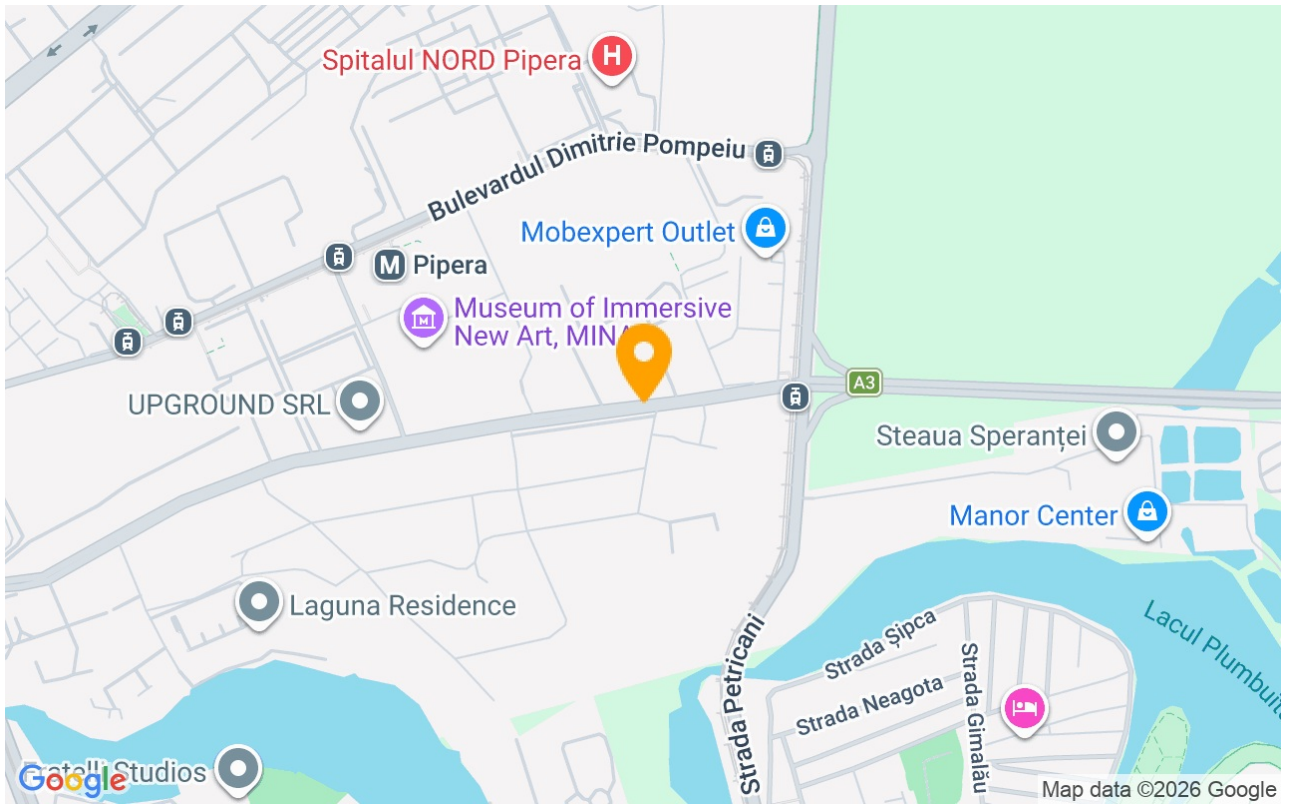 Spitalul NORD Pipera
H
Bulevardul Dimitrie Pompeiu
Mobexpert Outlet
M Pipera
Museum of Immersive
New Art, MINA
A3
UPGROUND SRL
Steaua Speranței
Manor Center
Laguna Residence
Lacul Plumbuita
Strada Șipca
Strada Neagota
Strada Gimalău
Strada Petricani
Fratelli Studios
Google
Map data ©2026 Google